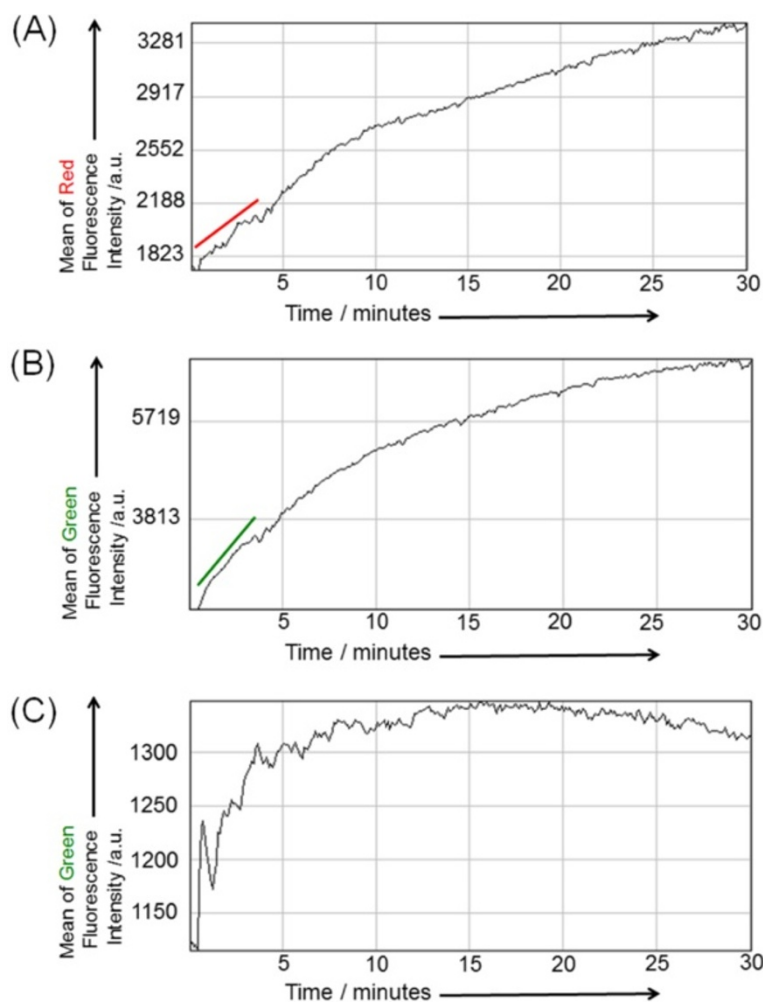 (A)
Mean of Red
Fluorescence
Intensity /a.u.
3281
2917
2552
2188
1823
5 10 15 20 25 30
Time / minutes
(B)
Mean of Green
Fluorescence
Intensity /a.u.
5719
3813
5 10 15 20 25 30
Time / minutes
(C)
Mean of Green
Fluorescence
Intensity /a.u.
1300
1250
1200
1150
5 10 15 20 25 30
Time / minutes